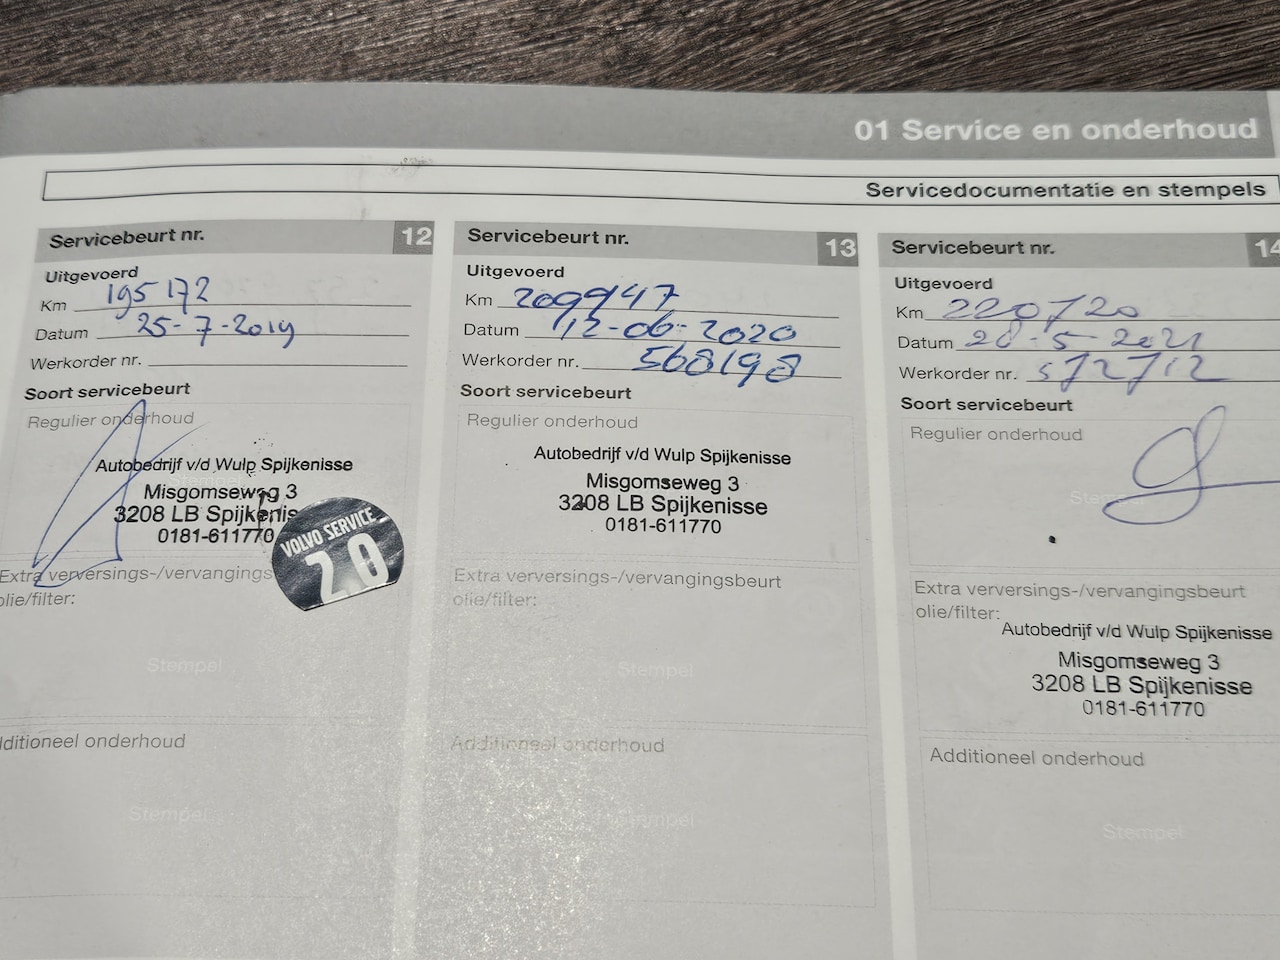 01 Service en onderhoud
Servicedocumentatie en stempels
Servicebeurt nr. 12
Uitgevoerd
Km 195 172
Datum 25-7-2019
Werkorder nr.
Soort servicebeurt
Regulier onderhoud
Autobedrijf v/d Wulp Spijkenisse
Misgomseweg 3
3208 LB Spijkenis
0181-611770
VOLVO SERVICE
2.0
Extra verversings-/vervangings
olie/filter:
Stempel
dditioneel onderhoud
Stempel
Servicebeurt nr. 13
Uitgevoerd
Km 209947
Datum 12-06-2020
Werkorder nr. 568198
Soort servicebeurt
Regulier onderhoud
Autobedrijf v/d Wulp Spijkenisse
Misgomseweg 3
3208 LB Spijkenisse
0181-611770
Extra verversings-/vervangingsbeurt
olie/filter:
Stempel
Additioneel onderhoud
Stempel
Servicebeurt nr. 14
Uitgevoerd
Km 220720
Datum 20-5-2021
Werkorder nr. 572712
Soort servicebeurt
Regulier onderhoud
Stempel
Extra verversings-/vervangingsbeurt
olie/filter:
Autobedrijf v/d Wulp Spijkenisse
Misgomseweg 3
3208 LB Spijkenisse
0181-611770
Additioneel onderhoud
Stempel